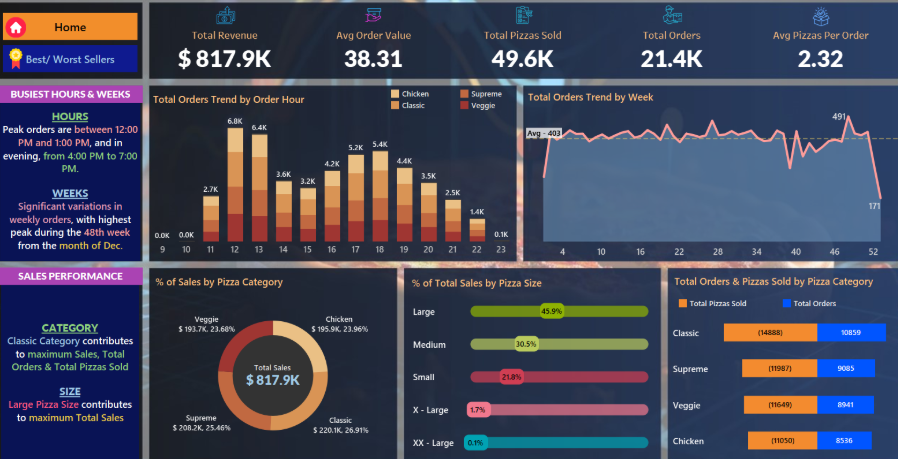 Home
Best/ Worst Sellers
Total Revenue
$ 817.9K
Avg Order Value
38.31
Total Pizzas Sold
49.6K
Total Orders
21.4K
Avg Pizzas Per Order
2.32
BUSIEST HOURS & WEEKS
HOURS
Peak orders are between 12:00
PM and 1:00 PM, and in
evening, from 4:00 PM to 7:00
PM.
WEEKS
Significant variations in
weekly orders, with highest
peak during the 48th week
from the month of Dec.
Total Orders Trend by Order Hour
Chicken
Supreme
Classic
Veggie
0.0K
0.0K
2.7K
6.8K
6.4K
3.6K
3.2K
4.2K
5.2K
5.4K
4.4K
3.5K
2.5K
1.4K
0.1K
9 10 11 12 13 14 15 16 17 18 19 20 21 22 23
Total Orders Trend by Week
Avg - 403
491
171
4 10 16 22 28 34 40 46 52
SALES PERFORMANCE
CATEGORY
Classic Category contributes
to maximum Sales, Total
Orders & Total Pizzas Sold
SIZE
Large Pizza Size contributes
to maximum Total Sales
% of Sales by Pizza Category
Veggie
$ 193.7K, 23.68%
Chicken
$ 195.9K, 23.96%
Total Sales
$ 817.9K
Supreme
$ 208.2K, 25.46%
Classic
$ 220.1K, 26.91%
% of Total Sales by Pizza Size
Large 45.9%
Medium 30.5%
Small 21.8%
X - Large 1.7%
XX - Large 0.1%
Total Orders & Pizzas Sold by Pizza Category
Total Pizzas Sold Total Orders
Classic (14888) 10859
Supreme (11987) 9085
Veggie (11649) 8941
Chicken (11050) 8536